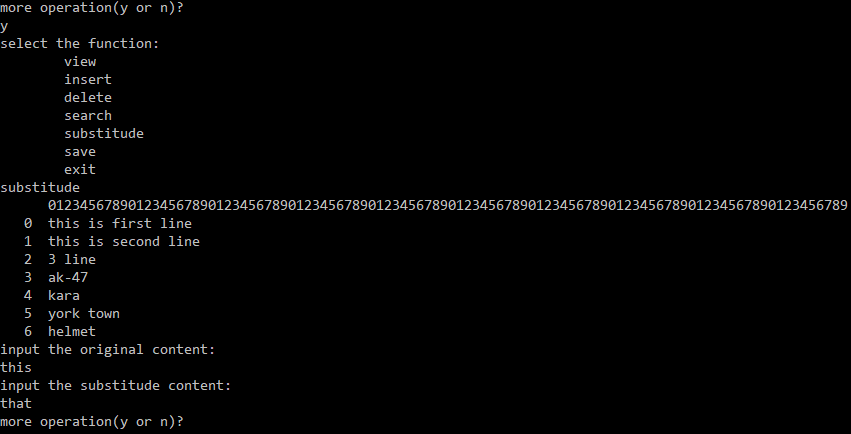 more operation(y or n)?
y
select the function:
view
insert
delete
search
substitude
save
exit
substitude
0123456789012345678901234567890123456789012345678901234567890123456789012345678901234567890123456789
0 this is first line
1 this is second line
2 3 line
3 ak-47
4 kara
5 york town
6 helmet
input the original content:
this
input the substitude content:
that
more operation(y or n)?